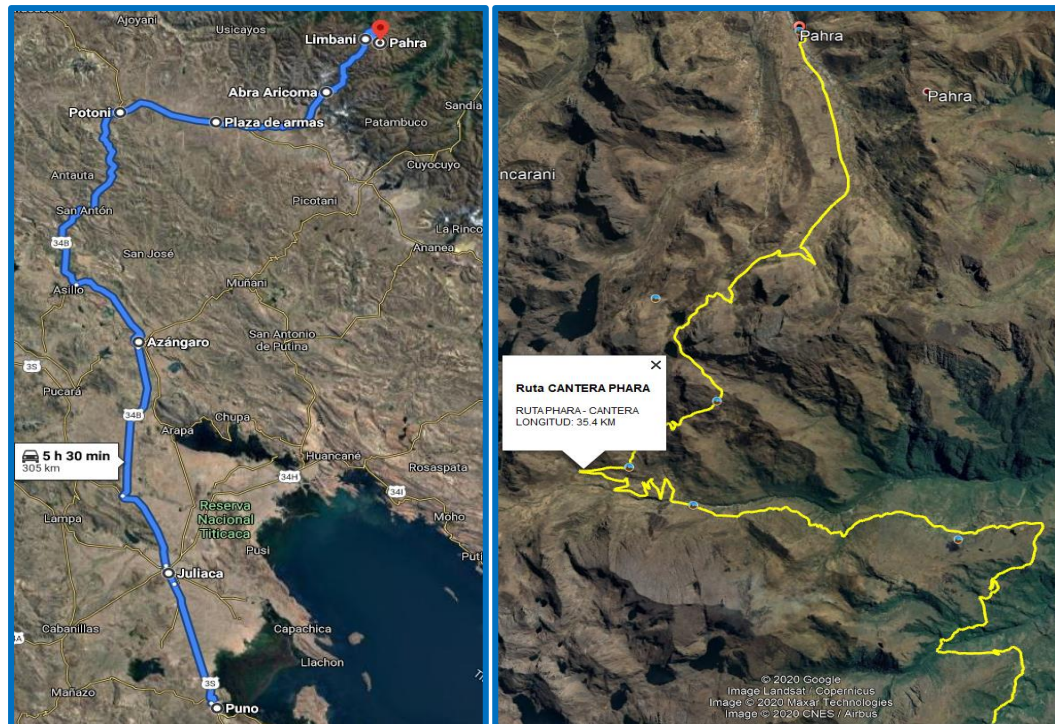 Ajoyani
Usicayos
Limbani
Pahra
Abra Aricoma
Sandia
Potoni
Plaza de armas
Patambuco
Antauta
Cuyocuyo
San Antón
Picotani
La Rinco
34B
San José
Ananea
Asillo
Muñani
Azángaro
San Antonio
de Putina
3S
Pucará
34B
Chupa
Arapa
5 h 30 min
305 km
Huancané
Rosaspata
34H
34I
Lampa
Reserva
Nacional
Titicaca
Moho
Pusi
Juliaca
Cabanillas
Capachica
Llachon
Mañazo
3S
Puno
Pahra
Pahra
ncarani
Ruta CANTERA PHARA
RUTA PHARA - CANTERA
LONGITUD: 35.4 KM
© 2020 Google
Image Landsat / Copernicus
Image © 2020 Maxar Technologies
Image © 2020 CNES / Airbus